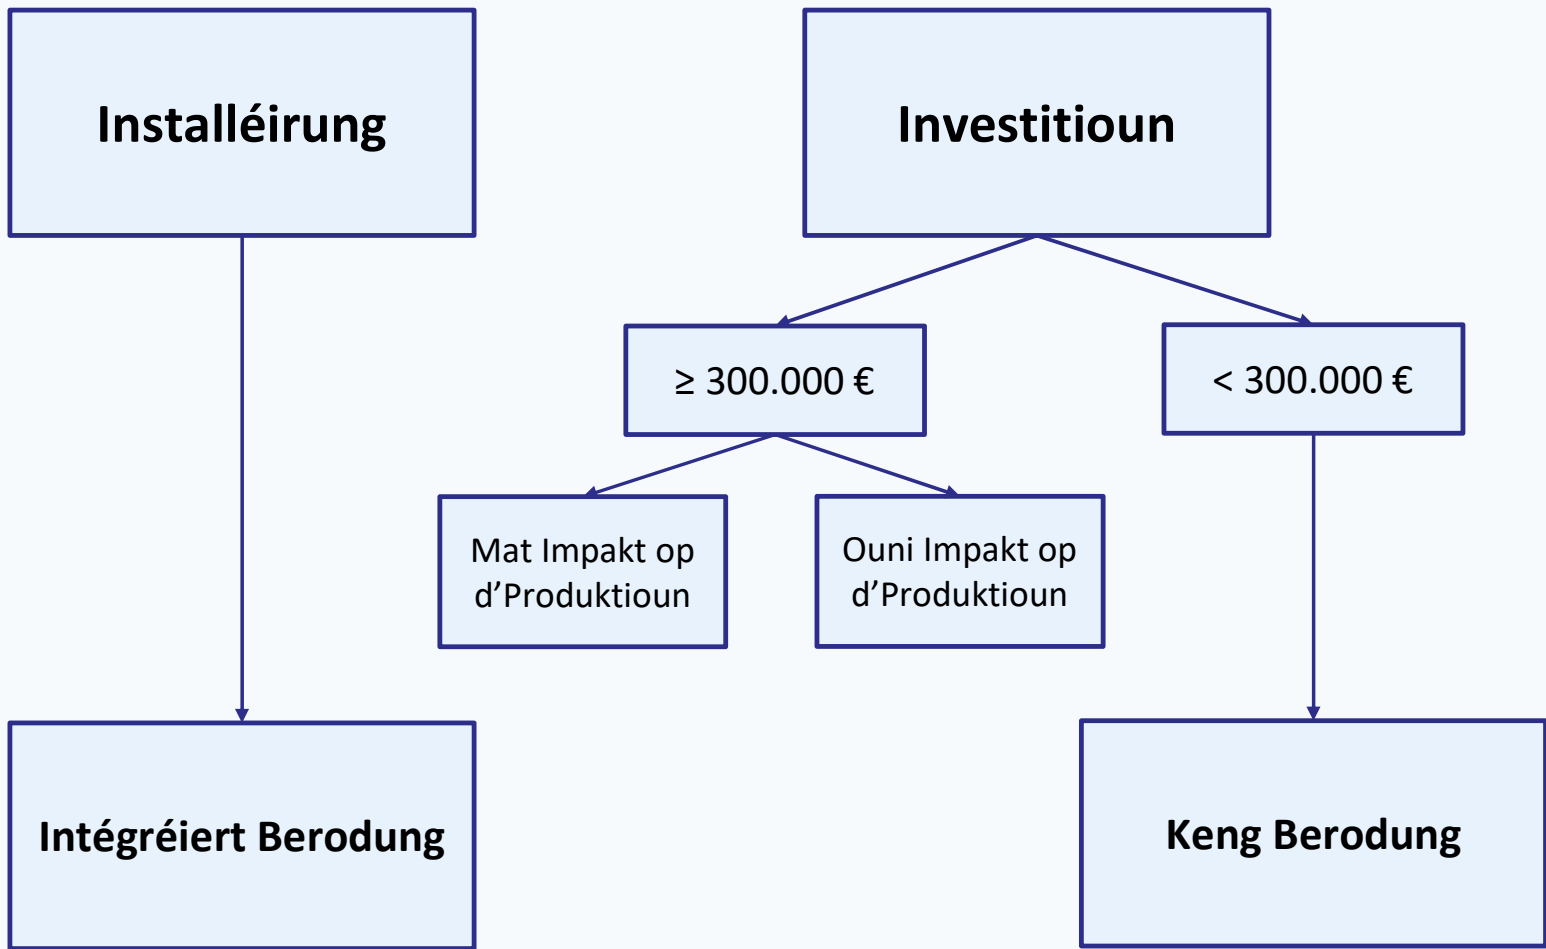 Installéirung
Investitioun
≥ 300.000 €
< 300.000 €
Mat Impakt op
d’Produktioun
Ouni Impakt op
d’Produktioun
Intégréiert Berodung
Keng Berodung